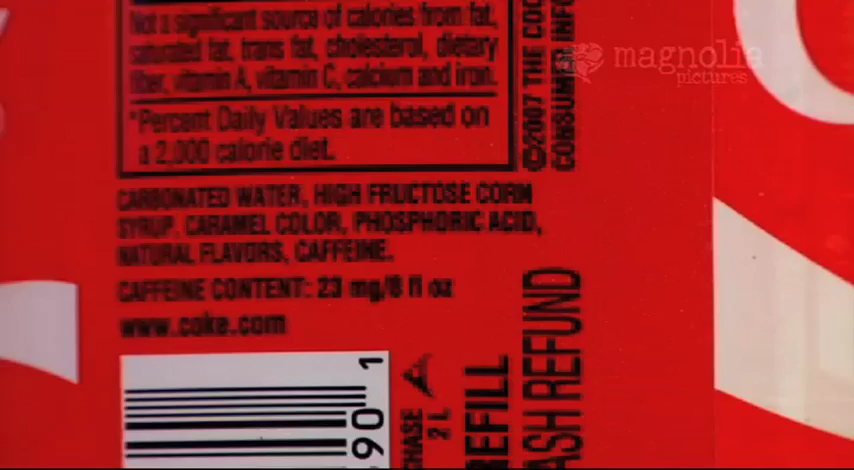 Not a significant source of calories from fat,
saturated fat, trans fat, cholesterol, dietary
fiber, vitamin A, vitamin C, calcium and iron.
*Percent Daily Values are based on
a 2,000 calorie diet.
CARBONATED WATER, HIGH FRUCTOSE CORN
SYRUP, CARAMEL COLOR, PHOSPHORIC ACID,
NATURAL FLAVORS, CAFFEINE.
CAFFEINE CONTENT: 23 mg/8 fl oz
www.coke.com
©2007 THE COC
CONSUMER INFO
magnolia
pictures
90 1
CHASE
2 L
REFILL
ASH REFUND